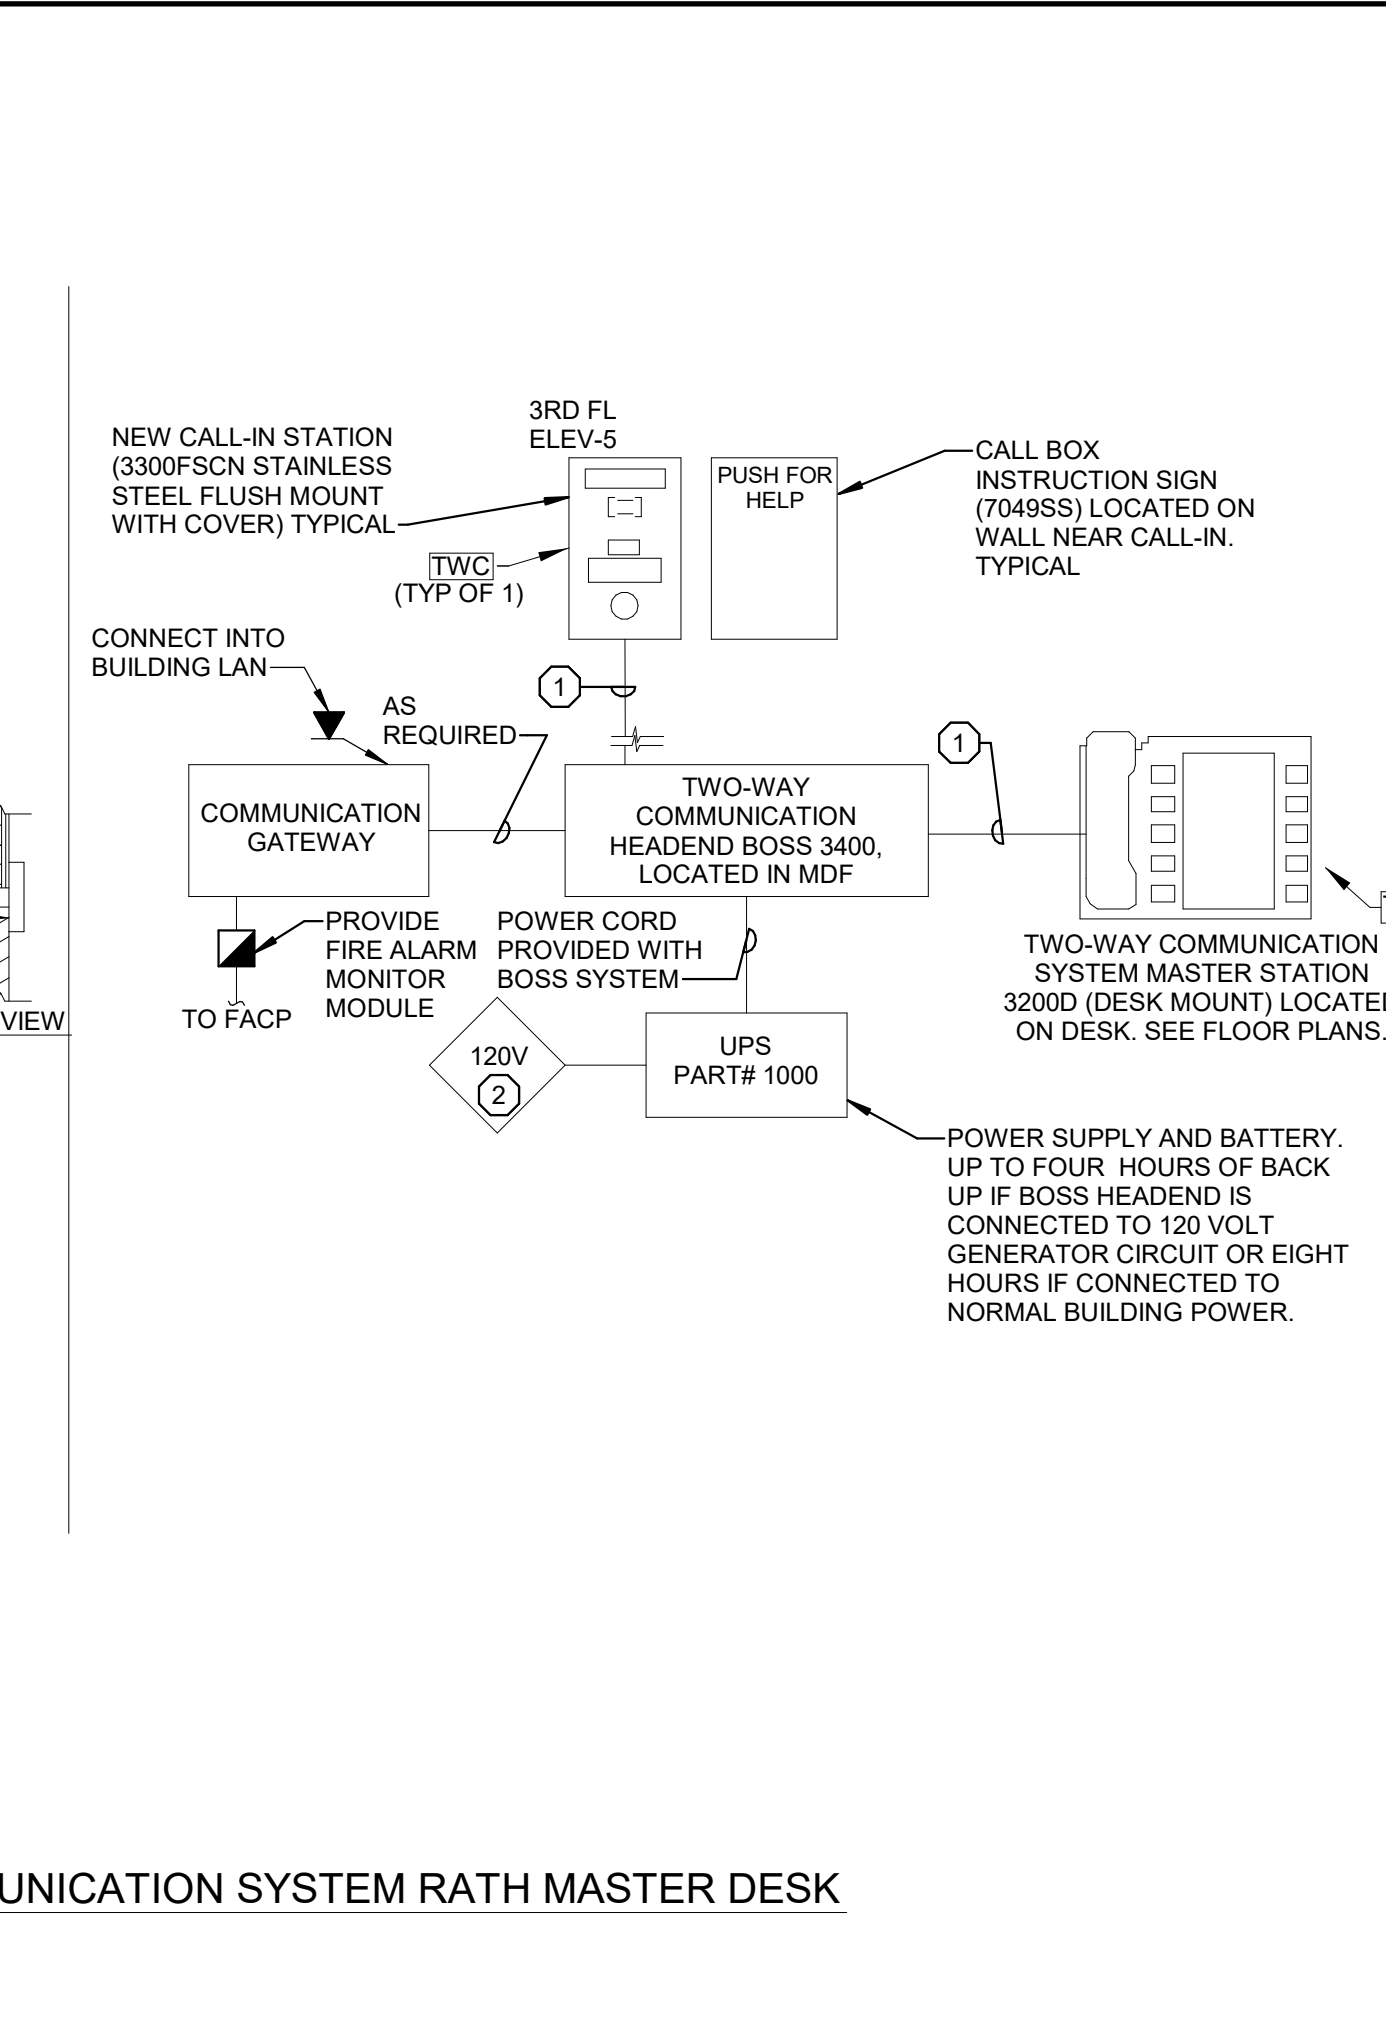 3RD FL
ELEV-5
NEW CALL-IN STATION
(3300FSCN STAINLESS
STEEL FLUSH MOUNT
WITH COVER) TYPICAL
TWC
(TYP OF 1)
PUSH FOR
HELP
CALL BOX
INSTRUCTION SIGN
(7049SS) LOCATED ON
WALL NEAR CALL-IN.
TYPICAL
CONNECT INTO
BUILDING LAN
1
AS
REQUIRED
1
COMMUNICATION
GATEWAY
TWO-WAY
COMMUNICATION
HEADEND BOSS 3400,
LOCATED IN MDF
PROVIDE
FIRE ALARM
MONITOR
MODULE
TO FACP
POWER CORD
PROVIDED WITH
BOSS SYSTEM
TWO-WAY COMMUNICATION
SYSTEM MASTER STATION
3200D (DESK MOUNT) LOCATED
ON DESK. SEE FLOOR PLANS.
VIEW
120V
2
UPS
PART# 1000
POWER SUPPLY AND BATTERY.
UP TO FOUR HOURS OF BACK
UP IF BOSS HEADEND IS
CONNECTED TO 120 VOLT
GENERATOR CIRCUIT OR EIGHT
HOURS IF CONNECTED TO
NORMAL BUILDING POWER.
UNICATION SYSTEM RATH MASTER DESK